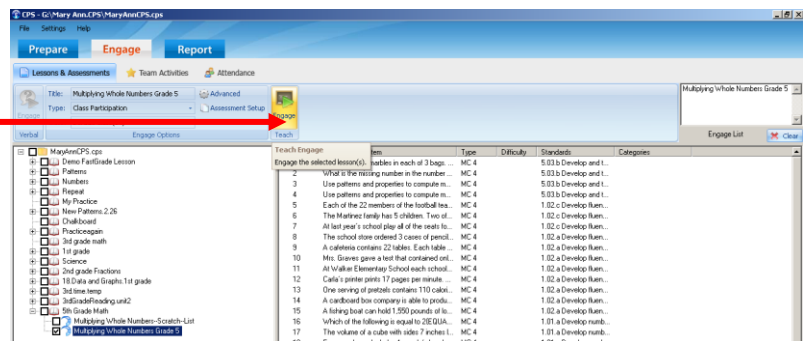 CPS - G:\Mary Ann.CPS\MaryAnnCPS.cps
File Settings Help
Prepare Engage Report
Lessons & Assessments Team Activities Attendance
Title: Multiplying Whole Numbers Grade 5 Advanced
Type: Class Participation Assessment Setup
Engage Engage
Verbal Engage Options Teach
Multiplying Whole Numbers Grade 5
Engage List Clear
Teach Engage
Engage the selected lesson(s).
MaryAnnCPS.cps
Demo FastGrade Lesson
Patterns
Numbers
Repeat
My Practice
New Patterns.2.26
Chalkboard
Practiceagain
3rd grade math
1st grade
Science
2nd grade Fractions
18.Data and Graphs.1st grade
3rd.time.temp
3rdGradeReading.unit2
5th Grade Math
Multiplying Whole Numbers--Scratch-List
Multiplying Whole Numbers Grade 5
Type Difficulty Standards Categories
marbles in each of 3 bags. ... MC 4 5.03.b Develop and t...
2 What is the missing number in the number ... MC 4 5.03.b Develop and t...
3 Use patterns and properties to compute m... MC 4
4 Use patterns and properties to compute m... MC 4
5 Each of the 22 members of the football tea... MC 4 1.02.c Develop fluen...
6 The Martinez family has 5 children. Two of... MC 4 1.02.c Develop fluen...
7 At last year's school play all of the seats fo... MC 4 1.02.c Develop fluen...
8 The school store ordered 3 cases of pencil... MC 4 1.02.a Develop fluen...
9 A cafeteria contains 22 tables. Each table ... MC 4 1.02.a Develop fluen...
10 Mrs. Graves gave a test that contained onl... MC 4 1.02.a Develop fluen...
11 At Walker Elementary School each school... MC 4 1.02.a Develop fluen...
12 Carla's printer prints 17 pages per minute. ... MC 4 1.02.a Develop fluen...
13 One serving of pretzels contains 110 calori... MC 4 1.02.a Develop fluen...
14 A cardboard box company is able to produ... MC 4 1.02.a Develop fluen...
15 A fishing boat can hold 1,550 pounds of lo... MC 4 1.02.a Develop fluen...
16 Which of the following is equal to 2(EQUA... MC 4 1.01.a Develop numb...
17 The volume of a cube with sides 7 inches l... MC 4 1.01.a Develop numb...